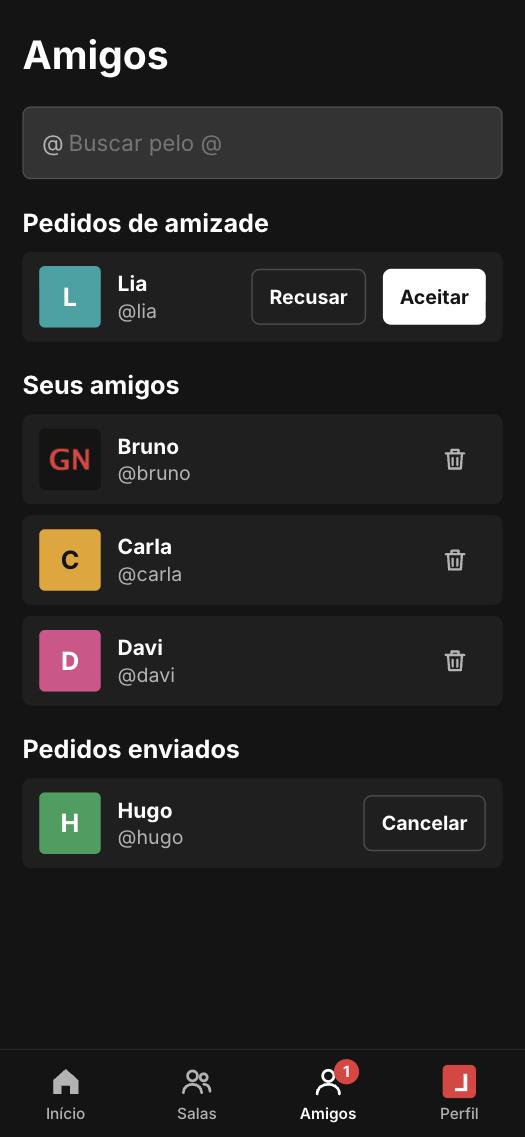 Amigos
@ Buscar pelo @
Pedidos de amizade
L
Lia
@lia
Recusar
Aceitar
Seus amigos
GN
Bruno
@bruno
C
Carla
@carla
D
Davi
@davi
Pedidos enviados
H
Hugo
@hugo
Cancelar
1
Início
Salas
Amigos
Perfil